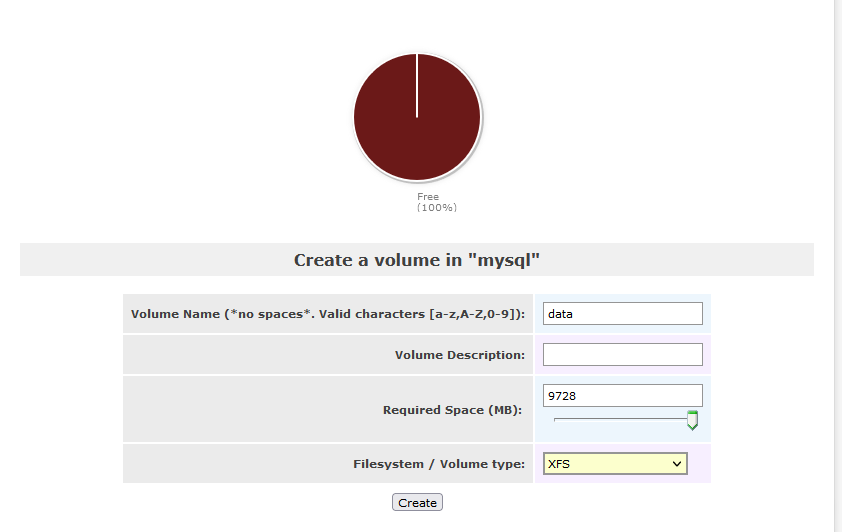 Free
(100%)
Create a volume in "mysql"
Volume Name (*no spaces*. Valid characters [a-z,A-Z,0-9]): data
Volume Description:
Required Space (MB): 9728
Filesystem / Volume type: XFS
Create